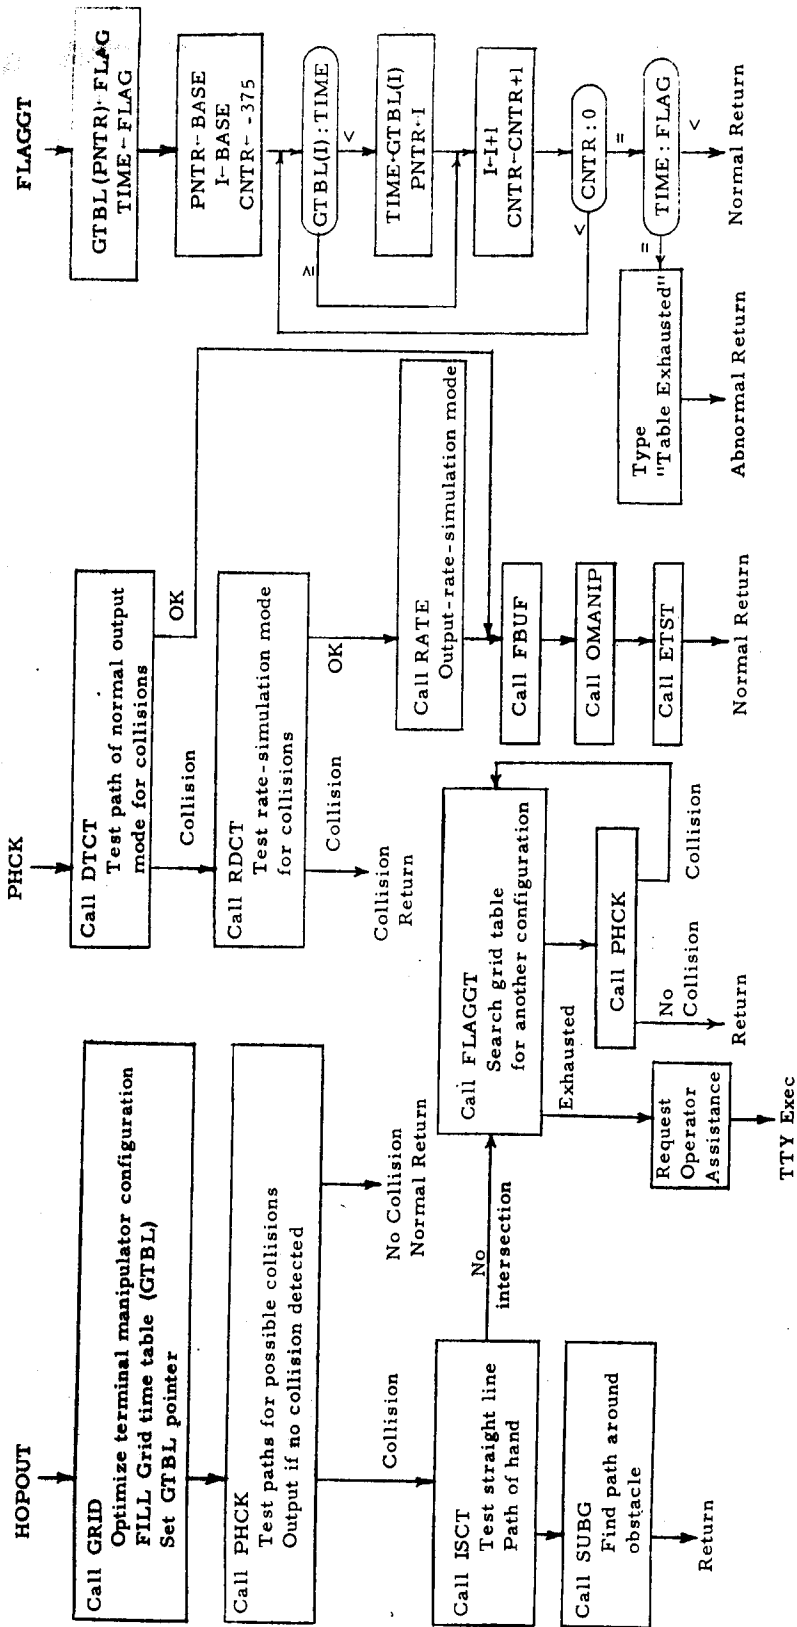 HOPOUT
Call GRID
Optimize terminal manipulator configuration
FILL Grid time table (GTBL)
Set GTBL pointer
Call PHCK
Test paths for possible collisions
Output if no collision detected
Collision
No Collision
Normal Return
Call ISCT
Test straight line
Path of hand
No
intersection
Call SUBG
Find path around
obstacle
Return
Call FLAGGT
Search grid table
for another configuration
Exhausted
Request
Operator
Assistance
TTY Exec
Call PHCK
No
Collision
Collision
Return
PHCK
Call DTCT
Test path of normal output
mode for collisions
Collision
OK
Call RDCT
Test rate-simulation mode
for collisions
Collision
OK
Collision
Return
Call RATE
Output-rate-simulation mode
Call FBUF
Call OMANIP
Call ETST
Normal Return
FLAGGT
GTBL(PNTR)←FLAG
TIME←FLAG
PNTR←BASE
I←BASE
CNTR←-375
GTBL(I):TIME
≥
<
TIME←GTBL(I)
PNTR←I
I←I+1
CNTR←CNTR+1
CNTR:0
<
=
TIME:FLAG
=
<
Type
"Table Exhausted"
Abnormal Return
Normal Return